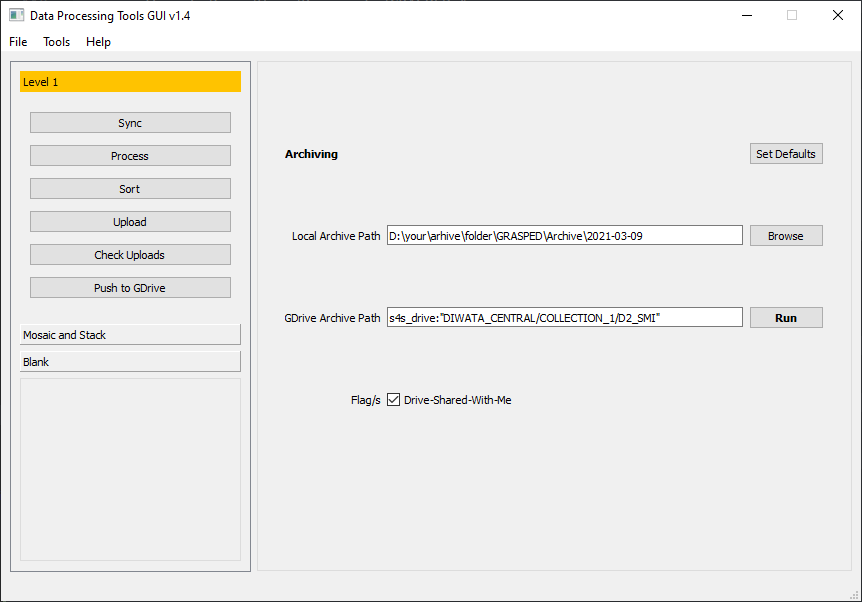 Data Processing Tools GUI v1.4
File Tools Help
Level 1
Sync
Process
Sort
Upload
Check Uploads
Push to GDrive
Mosaic and Stack
Blank
Archiving
Set Defaults
Local Archive Path D:\your\arhive\folder\GRASPED\Archive\2021-03-09 Browse
GDrive Archive Path s4s_drive:"DIWATA_CENTRAL/COLLECTION_1/D2_SMI" Run
Flag/s Drive-Shared-With-Me